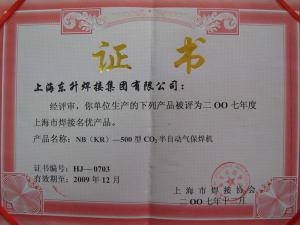 证书
上海东升焊接集团有限公司：
经评审，你单位生产的下列产品被评为二OO七年度
上海市焊接名优产品。
产品名称：NB（KR）—500型CO₂半自动气保焊机
证书编号：HJ—0703
有效期至：2009年12月
上海市焊接协会
二OO七年十二月